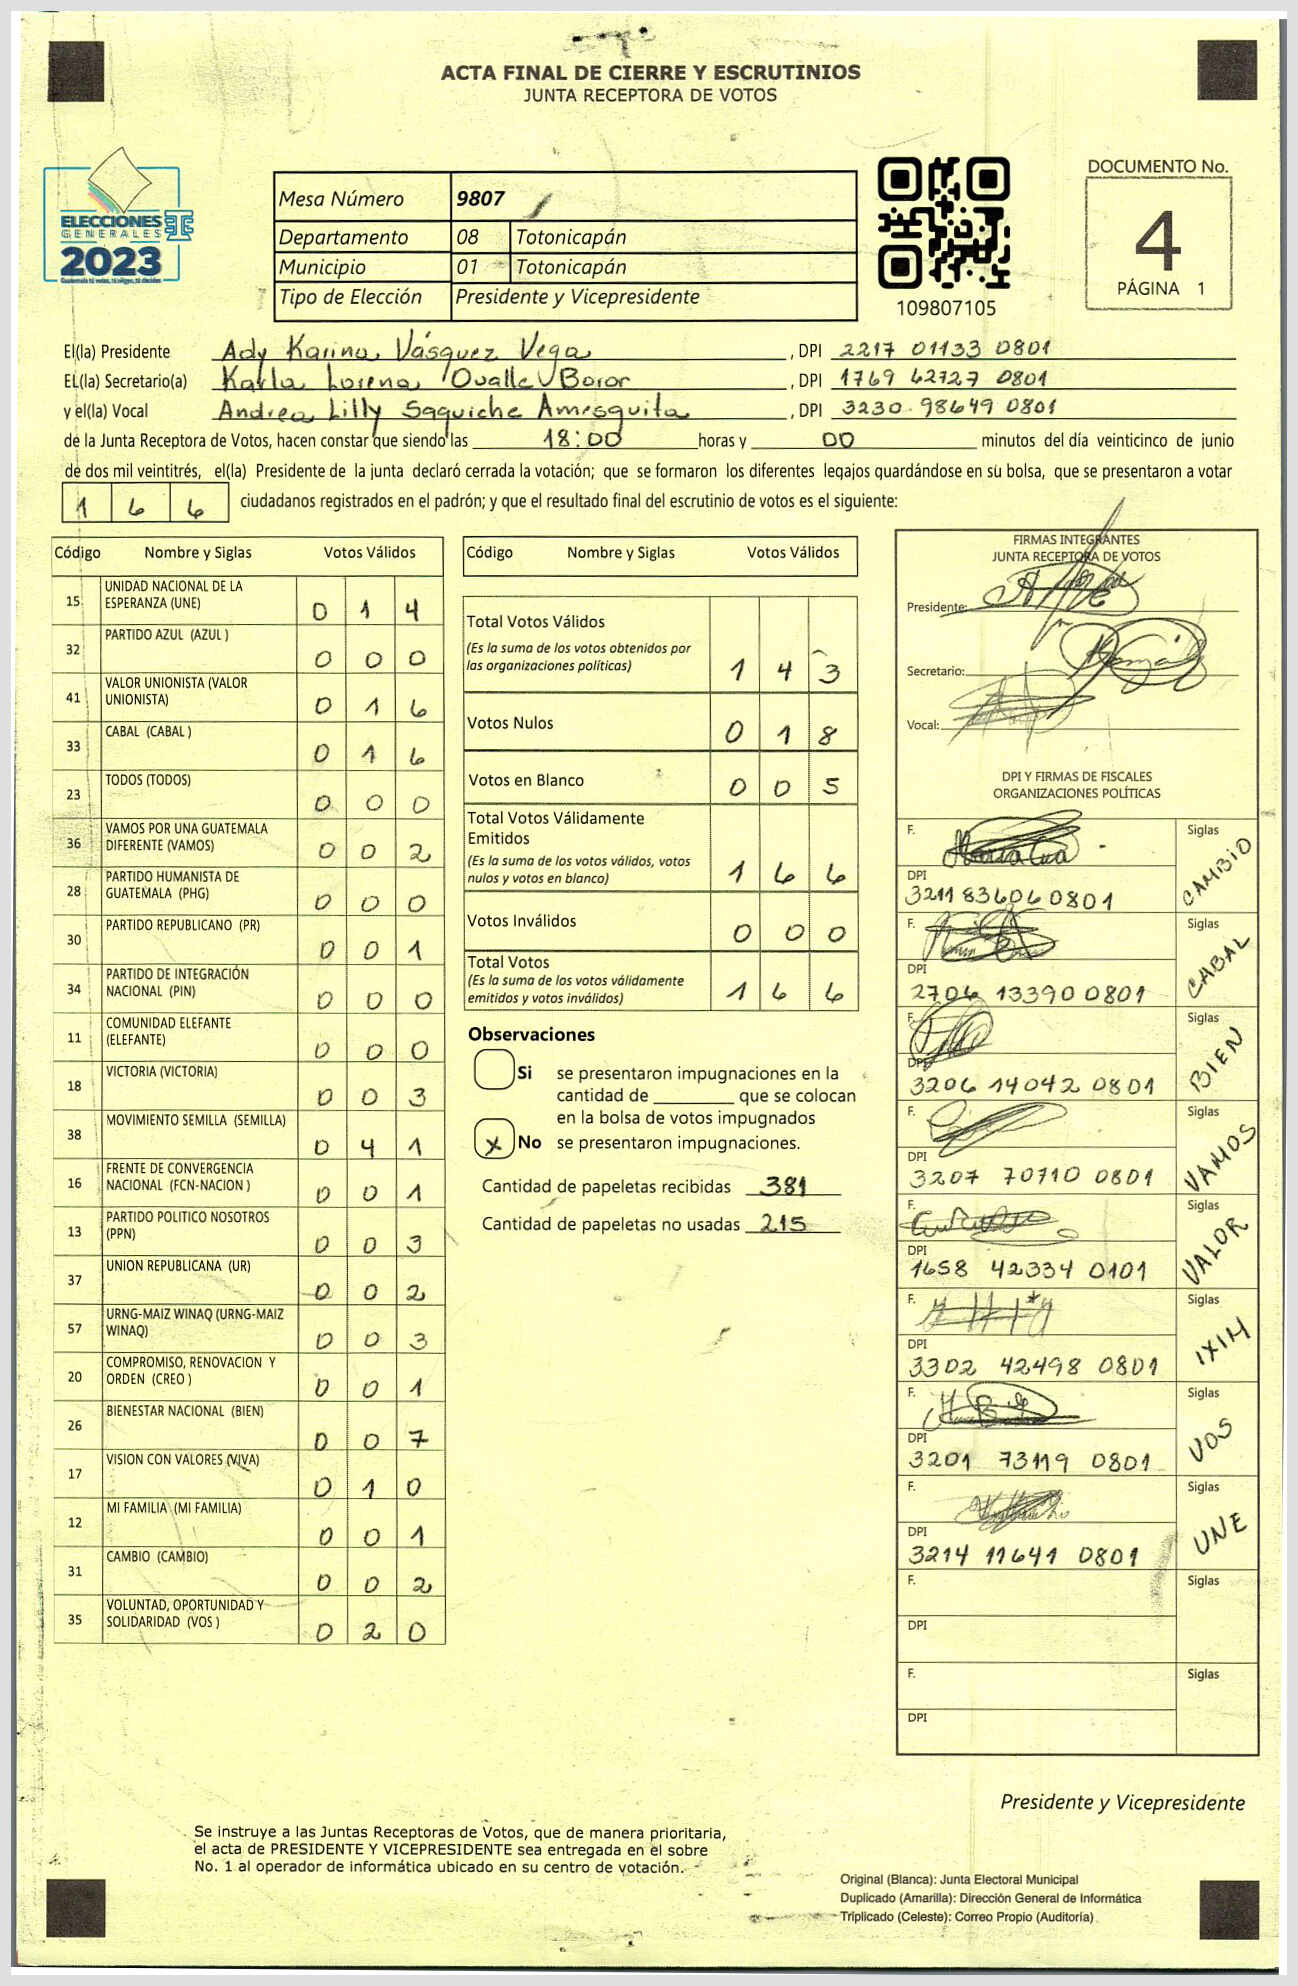 ACTA FINAL DE CIERRE Y ESCRUTINIOS
JUNTA RECEPTORA DE VOTOS
ELECCIONES
GENERALES
TSE
2023
Guatemala tú votas, tú eliges, tú decides
Mesa Número 9807
Departamento 08 Totonicapán
Municipio 01 Totonicapán
Tipo de Elección Presidente y Vicepresidente
109807105
DOCUMENTO No.
4
PÁGINA 1
El(la) Presidente Ady Karina Vásquez Vega , DPI 2217 01133 0801
EL(la) Secretario(a) Karla Lorena Ovalle Boror , DPI 1769 62727 0801
y el(la) Vocal Andrea Lilly Saquiche Amesquita , DPI 3230 98649 0801
de la Junta Receptora de Votos, hacen constar que siendo las 18:00 horas y 00 minutos del día veinticinco de junio
de dos mil veintitrés, el(la) Presidente de la junta declaró cerrada la votación; que se formaron los diferentes legajos guardándose en su bolsa, que se presentaron a votar
1 6 6 ciudadanos registrados en el padrón; y que el resultado final del escrutinio de votos es el siguiente:
Código Nombre y Siglas Votos Válidos
15 UNIDAD NACIONAL DE LA
ESPERANZA (UNE) 0 1 4
32 PARTIDO AZUL (AZUL ) 0 0 0
41 VALOR UNIONISTA (VALOR
UNIONISTA) 0 1 6
33 CABAL (CABAL ) 0 1 6
23 TODOS (TODOS) 0 0 0
36 VAMOS POR UNA GUATEMALA
DIFERENTE (VAMOS) 0 0 2
28 PARTIDO HUMANISTA DE
GUATEMALA (PHG) 0 0 0
30 PARTIDO REPUBLICANO (PR) 0 0 1
34 PARTIDO DE INTEGRACIÓN
NACIONAL (PIN) 0 0 0
11 COMUNIDAD ELEFANTE
(ELEFANTE) 0 0 0
18 VICTORIA (VICTORIA) 0 0 3
38 MOVIMIENTO SEMILLA (SEMILLA) 0 4 1
16 FRENTE DE CONVERGENCIA
NACIONAL (FCN-NACION ) 0 0 1
13 PARTIDO POLITICO NOSOTROS
(PPN) 0 0 3
37 UNION REPUBLICANA (UR) 0 0 2
57 URNG-MAIZ WINAQ (URNG-MAIZ
WINAQ) 0 0 3
20 COMPROMISO, RENOVACION Y
ORDEN (CREO ) 0 0 1
26 BIENESTAR NACIONAL (BIEN) 0 0 7
17 VISION CON VALORES (VIVA) 0 1 0
12 MI FAMILIA (MI FAMILIA) 0 0 1
31 CAMBIO (CAMBIO) 0 0 2
35 VOLUNTAD, OPORTUNIDAD Y
SOLIDARIDAD (VOS ) 0 2 0
Código Nombre y Siglas Votos Válidos
Total Votos Válidos
(Es la suma de los votos obtenidos por
las organizaciones políticas) 1 4 3
Votos Nulos 0 1 8
Votos en Blanco 0 0 5
Total Votos Válidamente
Emitidos
(Es la suma de los votos válidos, votos
nulos y votos en blanco) 1 6 6
Votos Inválidos 0 0 0
Total Votos
(Es la suma de los votos válidamente
emitidos y votos inválidos) 1 6 6
Observaciones
Si se presentaron impugnaciones en la
cantidad de ________ que se colocan
en la bolsa de votos impugnados
x No se presentaron impugnaciones.
Cantidad de papeletas recibidas 381
Cantidad de papeletas no usadas 215
FIRMAS INTEGRANTES
JUNTA RECEPTORA DE VOTOS
Presidente:
Secretario:
Vocal:
DPI Y FIRMAS DE FISCALES
ORGANIZACIONES POLÍTICAS
F. Siglas
CAMBIO
DPI
3211 83606 0801
F. Siglas
CABAL
DPI
2706 13390 0801
F. Siglas
BIEN
DPI
3206 14042 0801
F. Siglas
VAMOS
DPI
3207 70710 0801
F. Siglas
VALOR
DPI
1658 42334 0101
F. Siglas
IXIM
DPI
3302 42498 0801
F. Siglas
VOS
DPI
3201 73119 0801
F. Siglas
UNE
DPI
3214 11641 0801
F. Siglas
DPI
F. Siglas
DPI
Presidente y Vicepresidente
Se instruye a las Juntas Receptoras de Votos, que de manera prioritaria,
el acta de PRESIDENTE Y VICEPRESIDENTE sea entregada en el sobre
No. 1 al operador de informática ubicado en su centro de votación.
Original (Blanca): Junta Electoral Municipal
Duplicado (Amarilla): Dirección General de Informática
Triplicado (Celeste): Correo Propio (Auditoría)